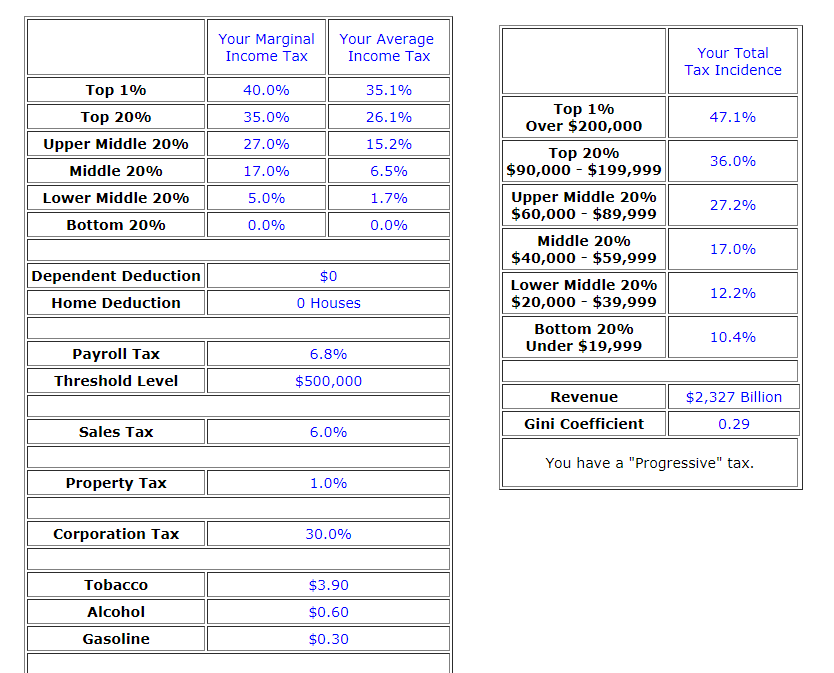 Your Marginal Income Tax Your Average Income Tax
Top 1% 40.0% 35.1%
Top 20% 35.0% 26.1%
Upper Middle 20% 27.0% 15.2%
Middle 20% 17.0% 6.5%
Lower Middle 20% 5.0% 1.7%
Bottom 20% 0.0% 0.0%
Dependent Deduction $0
Home Deduction 0 Houses
Payroll Tax 6.8%
Threshold Level $500,000
Sales Tax 6.0%
Property Tax 1.0%
Corporation Tax 30.0%
Tobacco $3.90
Alcohol $0.60
Gasoline $0.30
Your Total
Tax Incidence
Top 1%
Over $200,000 47.1%
Top 20%
$90,000 - $199,999 36.0%
Upper Middle 20%
$60,000 - $89,999 27.2%
Middle 20%
$40,000 - $59,999 17.0%
Lower Middle 20%
$20,000 - $39,999 12.2%
Bottom 20%
Under $19,999 10.4%
Revenue $2,327 Billion
Gini Coefficient 0.29
You have a "Progressive" tax.